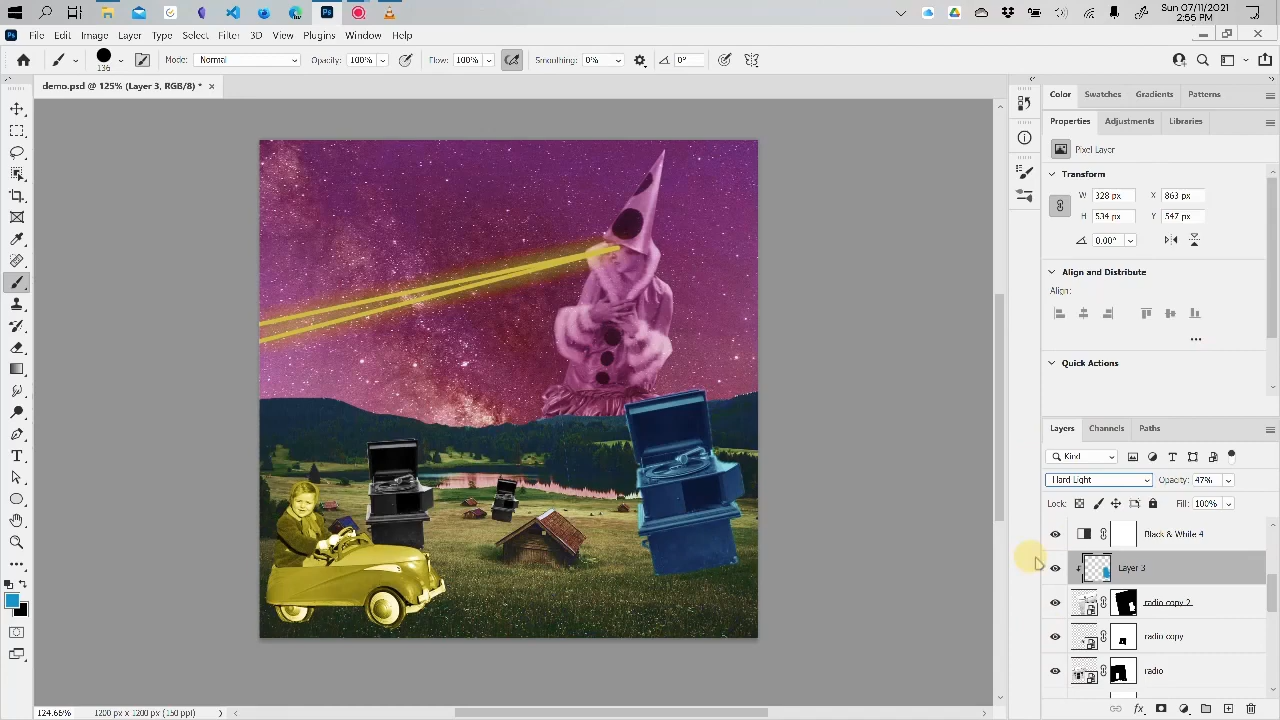 Sun 07/2021
2:55 PM
File Edit Image Layer Type Select Filter 3D View Plugins Window Help
136
Mode: Normal Opacity: 100% Flow: 100% Smoothing: 0% 0°
demo.psd @ 125% (Layer 3, RGB/8) *
Color Swatches Gradients Patterns
Properties Adjustments Libraries
Pixel Layer
Transform
W 328 px X 863 px
H 534 px Y 547 px
0.00°
Align and Distribute
Align:
Quick Actions
Layers Channels Paths
Kind
Hard Light Opacity: 47%
Lock: Fill: 100%
Black & White 4
Layer 3
radio copy 2
radio copy
radio
124.66% 1200 px x 1200 px (150 ppi)